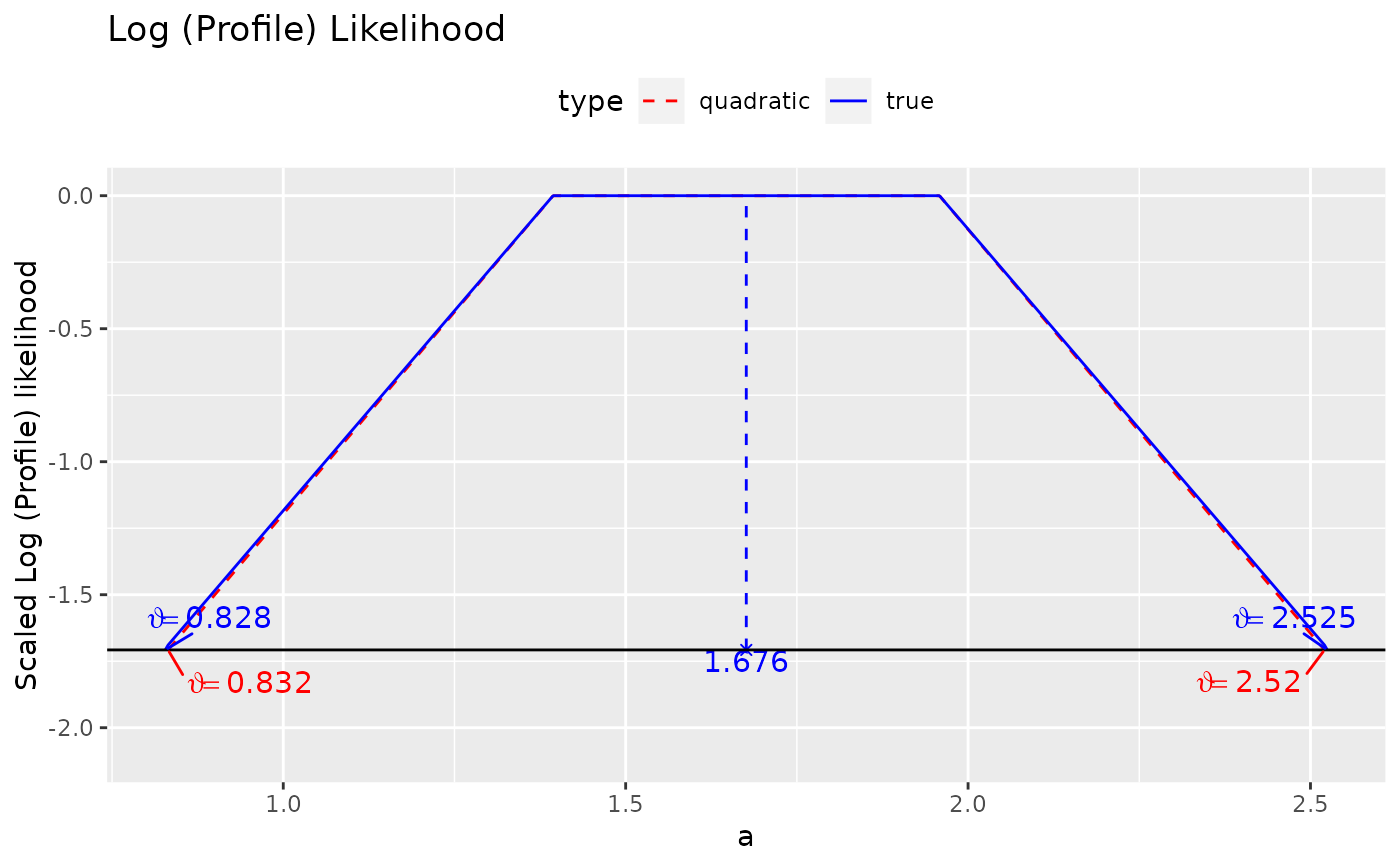 Log (Profile) Likelihood
type quadratic true
Scaled Log (Profile) likelihood
0.0
-0.5
-1.0
-1.5
-2.0
ϑ= 0.828
ϑ= 2.525
1.676
ϑ= 0.832
ϑ= 2.52
1.0 1.5 2.0 2.5
a